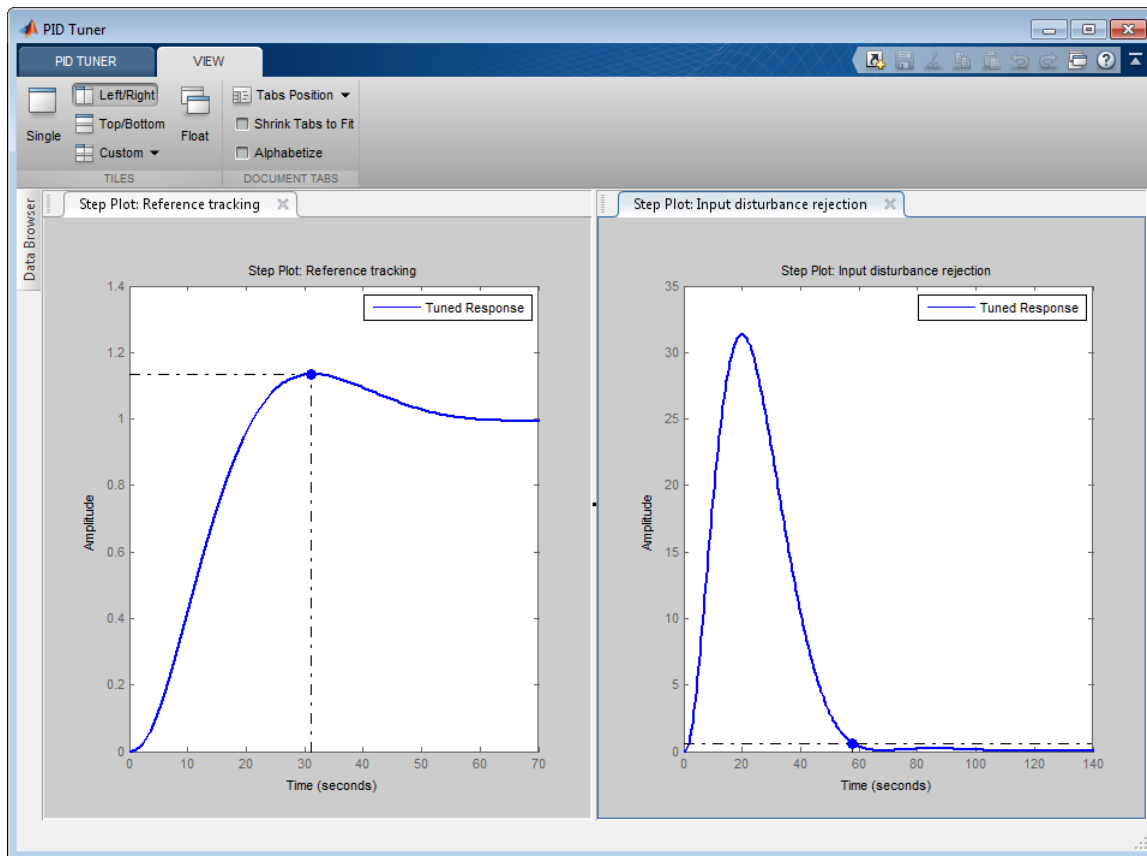 PID Tuner
PID TUNER
VIEW
Single
Left/Right
Top/Bottom
Custom
Float
TILES
Tabs Position
Shrink Tabs to Fit
Alphabetize
DOCUMENT TABS
Data Browser
Step Plot: Reference tracking
Step Plot: Reference tracking
Tuned Response
Amplitude
1.4
1.2
1
0.8
0.6
0.4
0.2
0
0 10 20 30 40 50 60 70
Time (seconds)
Step Plot: Input disturbance rejection
Step Plot: Input disturbance rejection
Tuned Response
Amplitude
35
30
25
20
15
10
5
0
0 20 40 60 80 100 120 140
Time (seconds)